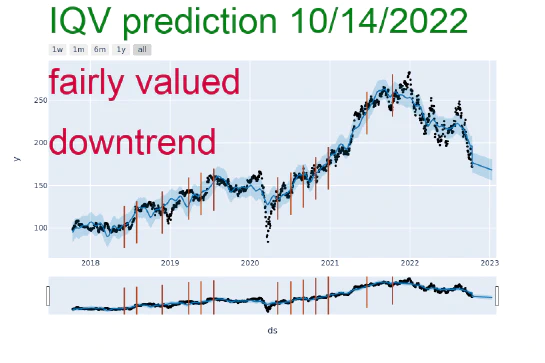 IQV prediction 10/14/2022
1w 1m 6m 1y all
fairly valued
250
200
downtrend
y
150
100
2018 2019 2020 2021 2022 2023
ds